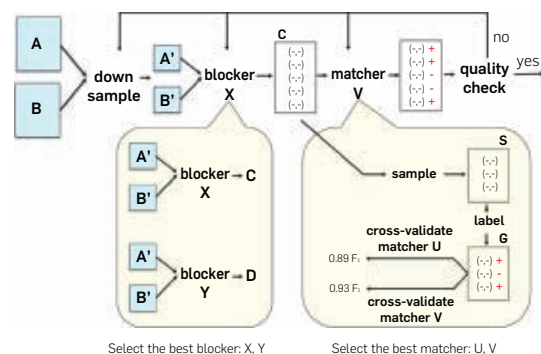 A
B
down
sample
A'
B'
blocker
X
C
(-,-)
(-,-)
(-,-)
(-,-)
(-,-)
matcher
V
(-,-) +
(-,-) +
(-,-) -
(-,-) -
(-,-) +
quality
check
no
yes
A'
B'
blocker
X
C
A'
B'
blocker
Y
D
sample
S
(-,-)
(-,-)
(-,-)
label
G
(-,-) +
(-,-) -
(-,-) +
cross-validate
matcher U
0.89 F₁
0.93 F₁
cross-validate
matcher V
Select the best blocker: X, Y
Select the best matcher: U, V